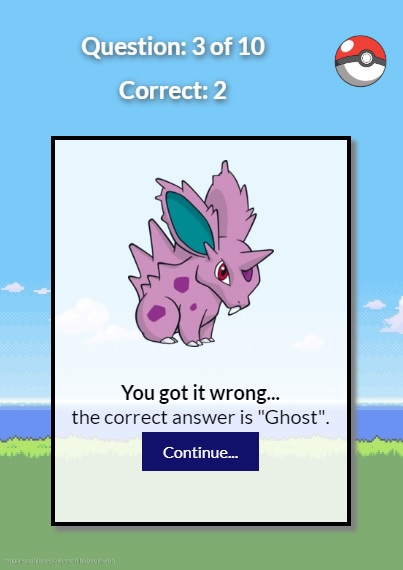 Question: 3 of 10
Correct: 2
You got it wrong...
the correct answer is "Ghost".
Continue...